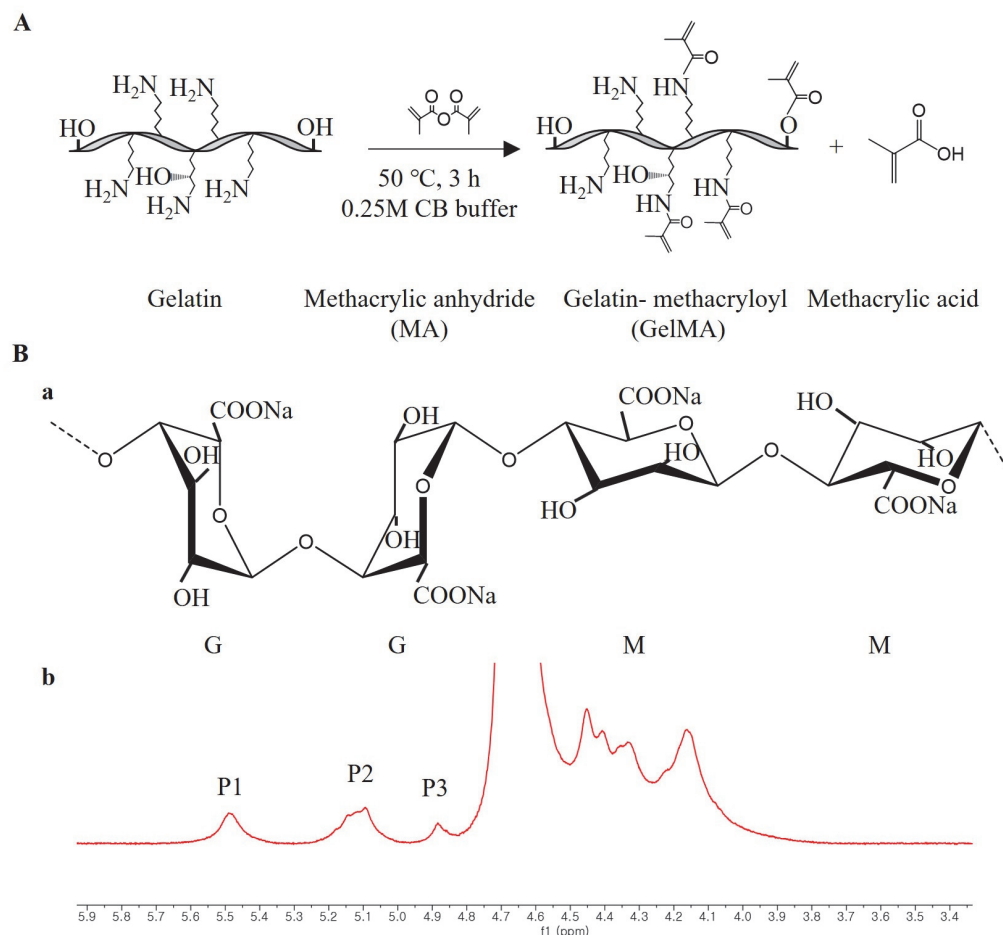 A
H₂N
H₂N
HO
OH
H₂N
HO
H₂N
H₂N
O
O
O
50 °C, 3 h
0.25M CB buffer
O
HN
H₂N
O
O
HO
H₂N
HO
HN
O
HN
O
+
O
OH
Gelatin
Methacrylic anhydride
(MA)
Gelatin- methacryloyl
(GelMA)
Methacrylic acid
B
a
COONa
OH
O
O
OH
O
OH
O
OH
COONa
O
COONa
O
HO
HO
O
HO
HO
COONa
O
G
G
M
M
b
P1
P2
P3
5.9 5.8 5.7 5.6 5.5 5.4 5.3 5.2 5.1 5.0 4.9 4.8 4.7 4.6 4.5 4.4 4.3 4.2 4.1 4.0 3.9 3.8 3.7 3.6 3.5 3.4
f1 (ppm)